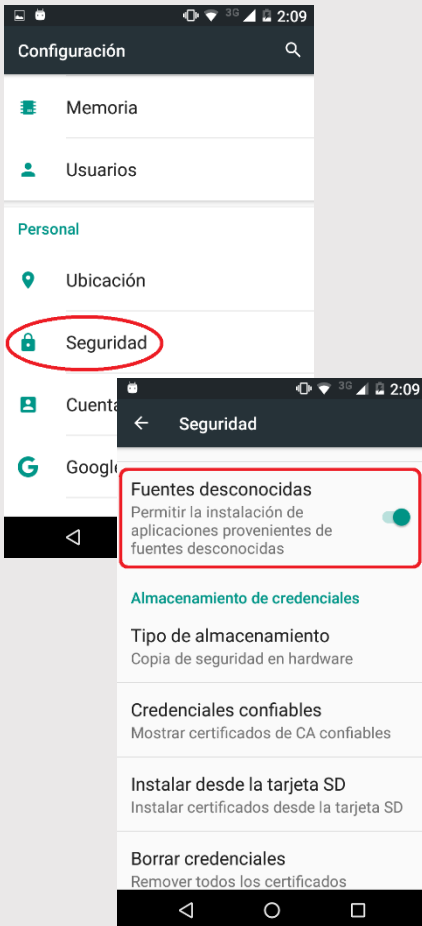 3G 2:09
Configuración
Memoria
Usuarios
Personal
Ubicación
Seguridad
Cuenta
Google
3G 2:09
Seguridad
Fuentes desconocidas
Permitir la instalación de
aplicaciones provenientes de
fuentes desconocidas
Almacenamiento de credenciales
Tipo de almacenamiento
Copia de seguridad en hardware
Credenciales confiables
Mostrar certificados de CA confiables
Instalar desde la tarjeta SD
Instalar certificados desde la tarjeta SD
Borrar credenciales
Remover todos los certificados